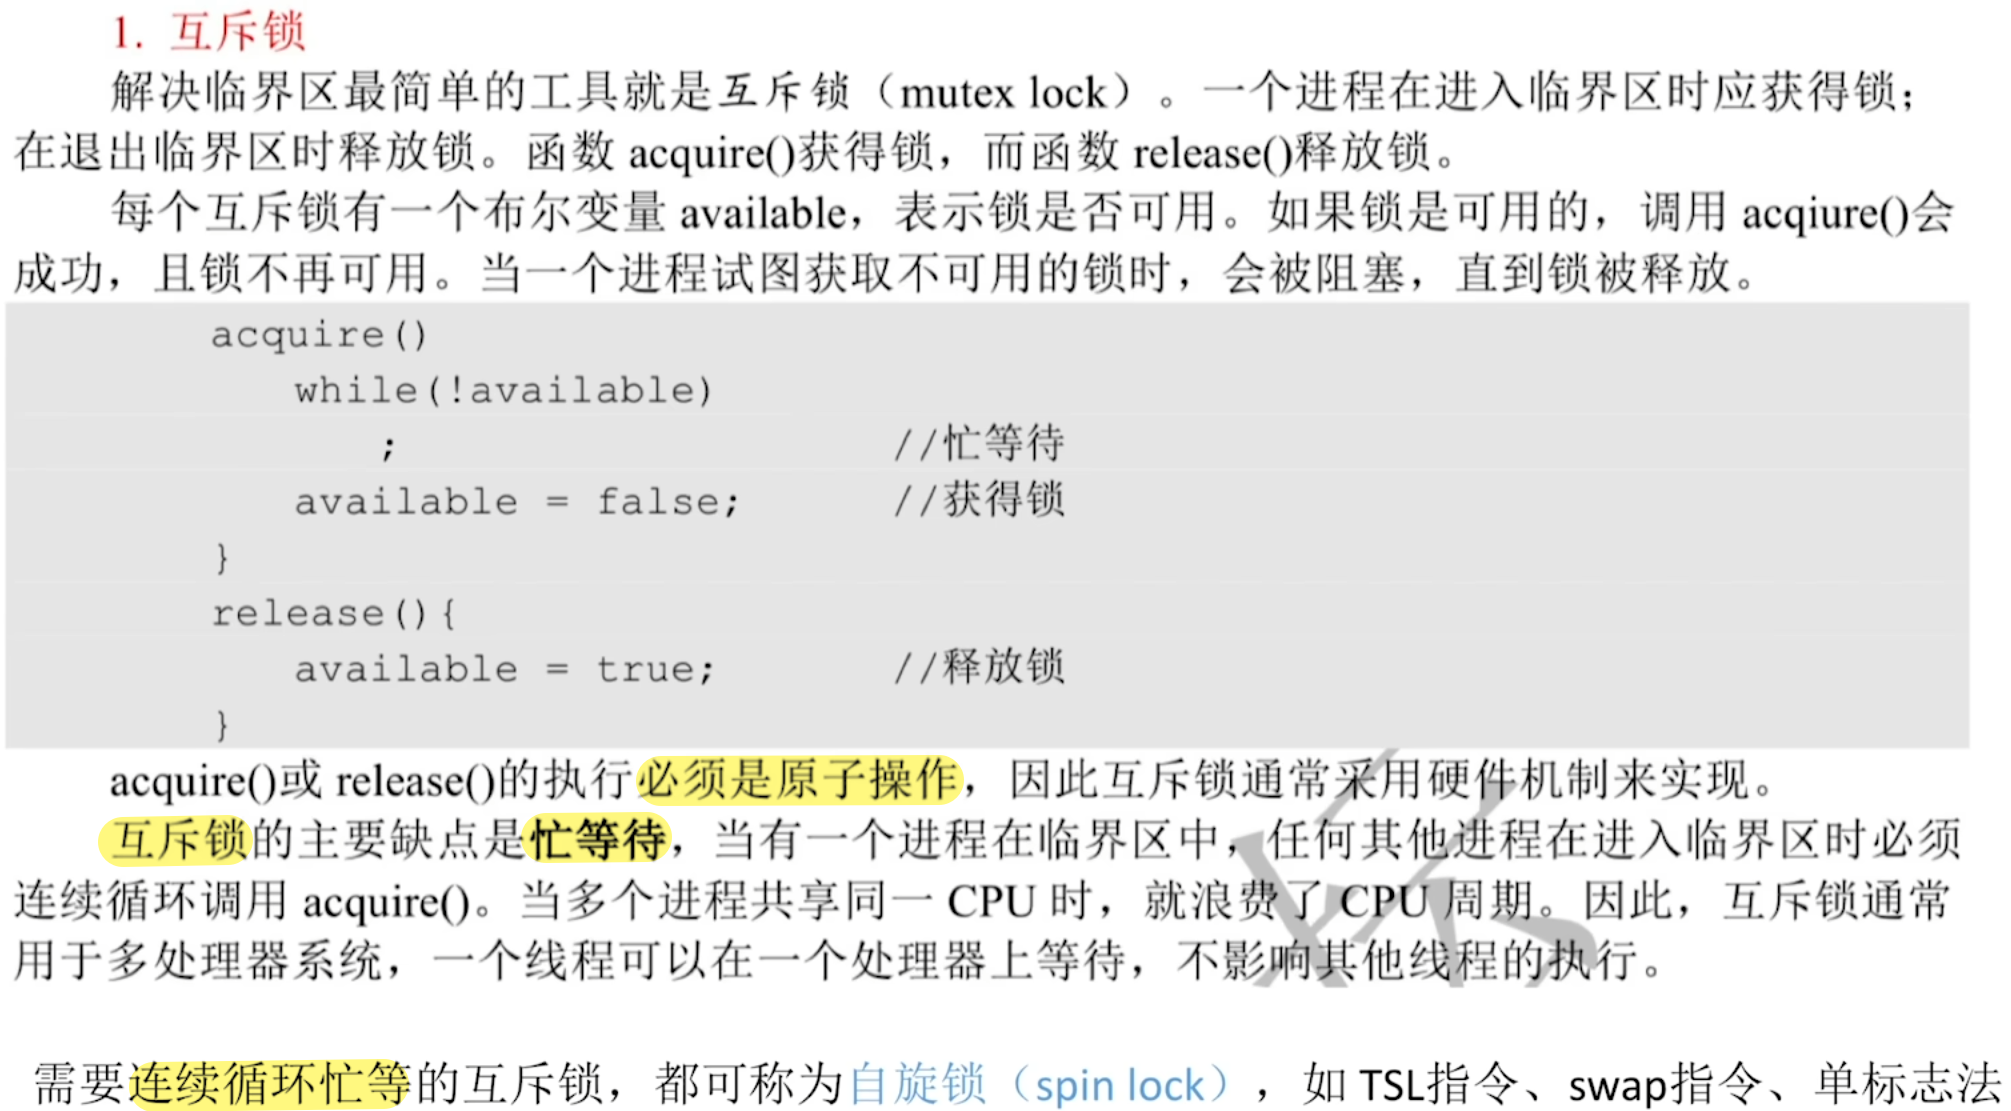 1. 互斥锁
解决临界区最简单的工具就是互斥锁（mutex lock）。一个进程在进入临界区时应获得锁；
在退出临界区时释放锁。函数 acquire()获得锁，而函数 release()释放锁。
每个互斥锁有一个布尔变量 available，表示锁是否可用。如果锁是可用的，调用 acqiure()会
成功，且锁不再可用。当一个进程试图获取不可用的锁时，会被阻塞，直到锁被释放。
acquire()
while(!available)
; //忙等待
available = false; //获得锁
}
release(){
available = true; //释放锁
}
acquire()或 release()的执行必须是原子操作，因此互斥锁通常采用硬件机制来实现。
互斥锁的主要缺点是忙等待，当有一个进程在临界区中，任何其他进程在进入临界区时必须
连续循环调用 acquire()。当多个进程共享同一 CPU 时，就浪费了 CPU 周期。因此，互斥锁通常
用于多处理器系统，一个线程可以在一个处理器上等待，不影响其他线程的执行。
需要连续循环忙等的互斥锁，都可称为自旋锁（spin lock），如 TSL指令、swap指令、单标志法